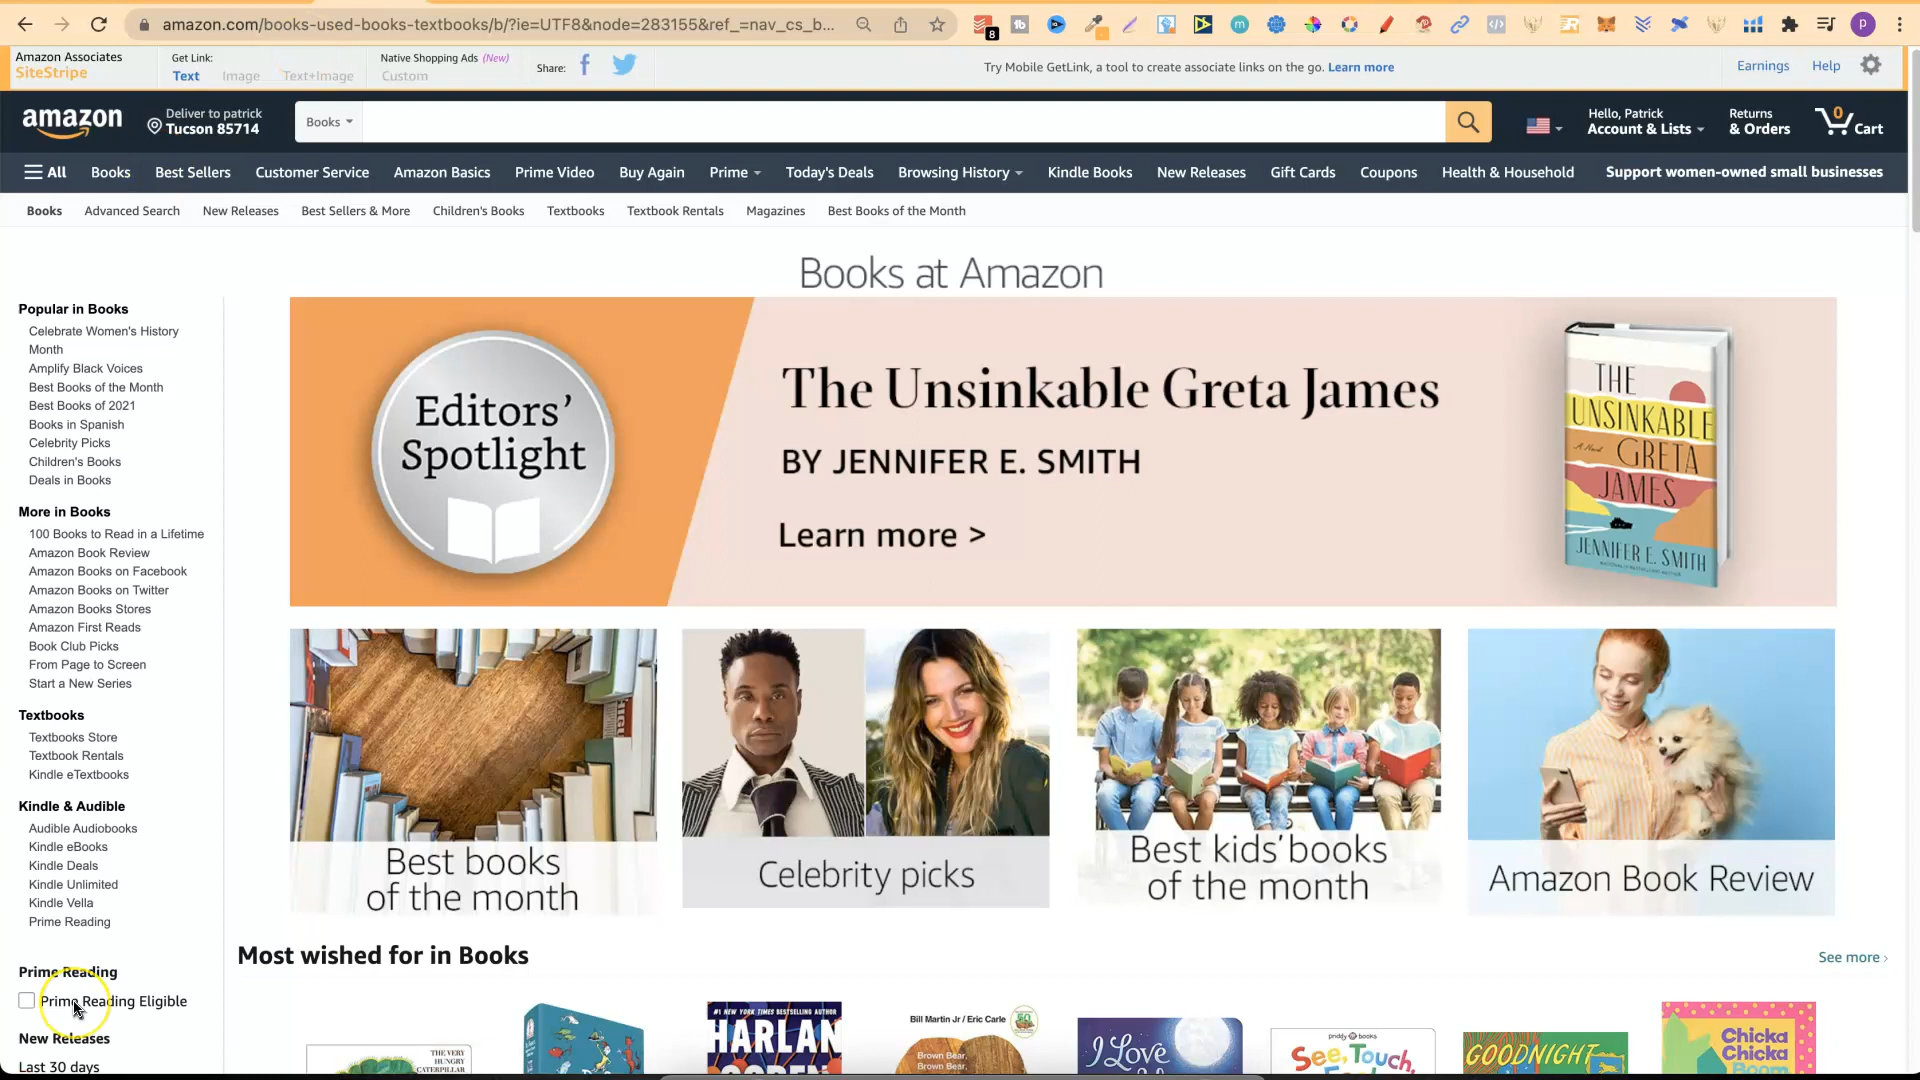 amazon.com/books-used-books-textbooks/b/?ie=UTF8&node=283155&ref_=nav_cs_b...
8
P
Amazon Associates
SiteStripe
Get Link:
Text Image Text+Image
Native Shopping Ads (New)
Custom
Share:
Try Mobile GetLink, a tool to create associate links on the go. Learn more
Earnings Help
amazon
Deliver to patrick
Tucson 85714
Books
Hello, Patrick
Account & Lists
Returns
& Orders
0
Cart
All Books Best Sellers Customer Service Amazon Basics Prime Video Buy Again Prime Today's Deals Browsing History Kindle Books New Releases Gift Cards Coupons Health & Household Support women-owned small businesses
Books Advanced Search New Releases Best Sellers & More Children's Books Textbooks Textbook Rentals Magazines Best Books of the Month
Books at Amazon
Popular in Books
Celebrate Women's History
Month
Amplify Black Voices
Best Books of the Month
Best Books of 2021
Books in Spanish
Celebrity Picks
Children's Books
Deals in Books
More in Books
100 Books to Read in a Lifetime
Amazon Book Review
Amazon Books on Facebook
Amazon Books on Twitter
Amazon Books Stores
Amazon First Reads
Book Club Picks
From Page to Screen
Start a New Series
Textbooks
Textbooks Store
Textbook Rentals
Kindle eTextbooks
Kindle & Audible
Audible Audiobooks
Kindle eBooks
Kindle Deals
Kindle Unlimited
Kindle Vella
Prime Reading
Prime Reading
Prime Reading Eligible
New Releases
Last 30 days
Editors'
Spotlight
The Unsinkable Greta James
BY JENNIFER E. SMITH
Learn more >
THE
UNSINKABLE
A Novel
GRETA
JAMES
JENNIFER E. SMITH
Best books
of the month
Celebrity picks
Best kids' books
of the month
Amazon Book Review
Most wished for in Books
See more ›
THE VERY
HUNGRY
CATERPILLAR
#1 NEW YORK TIMES BESTSELLING AUTHOR
HARLAN
COBEN
Bill Martin Jr / Eric Carle
Brown Bear,
Brown Bear,
I Love
priddy books
See, Touch,
GOODNIGHT
Chicka
Chicka
Boom